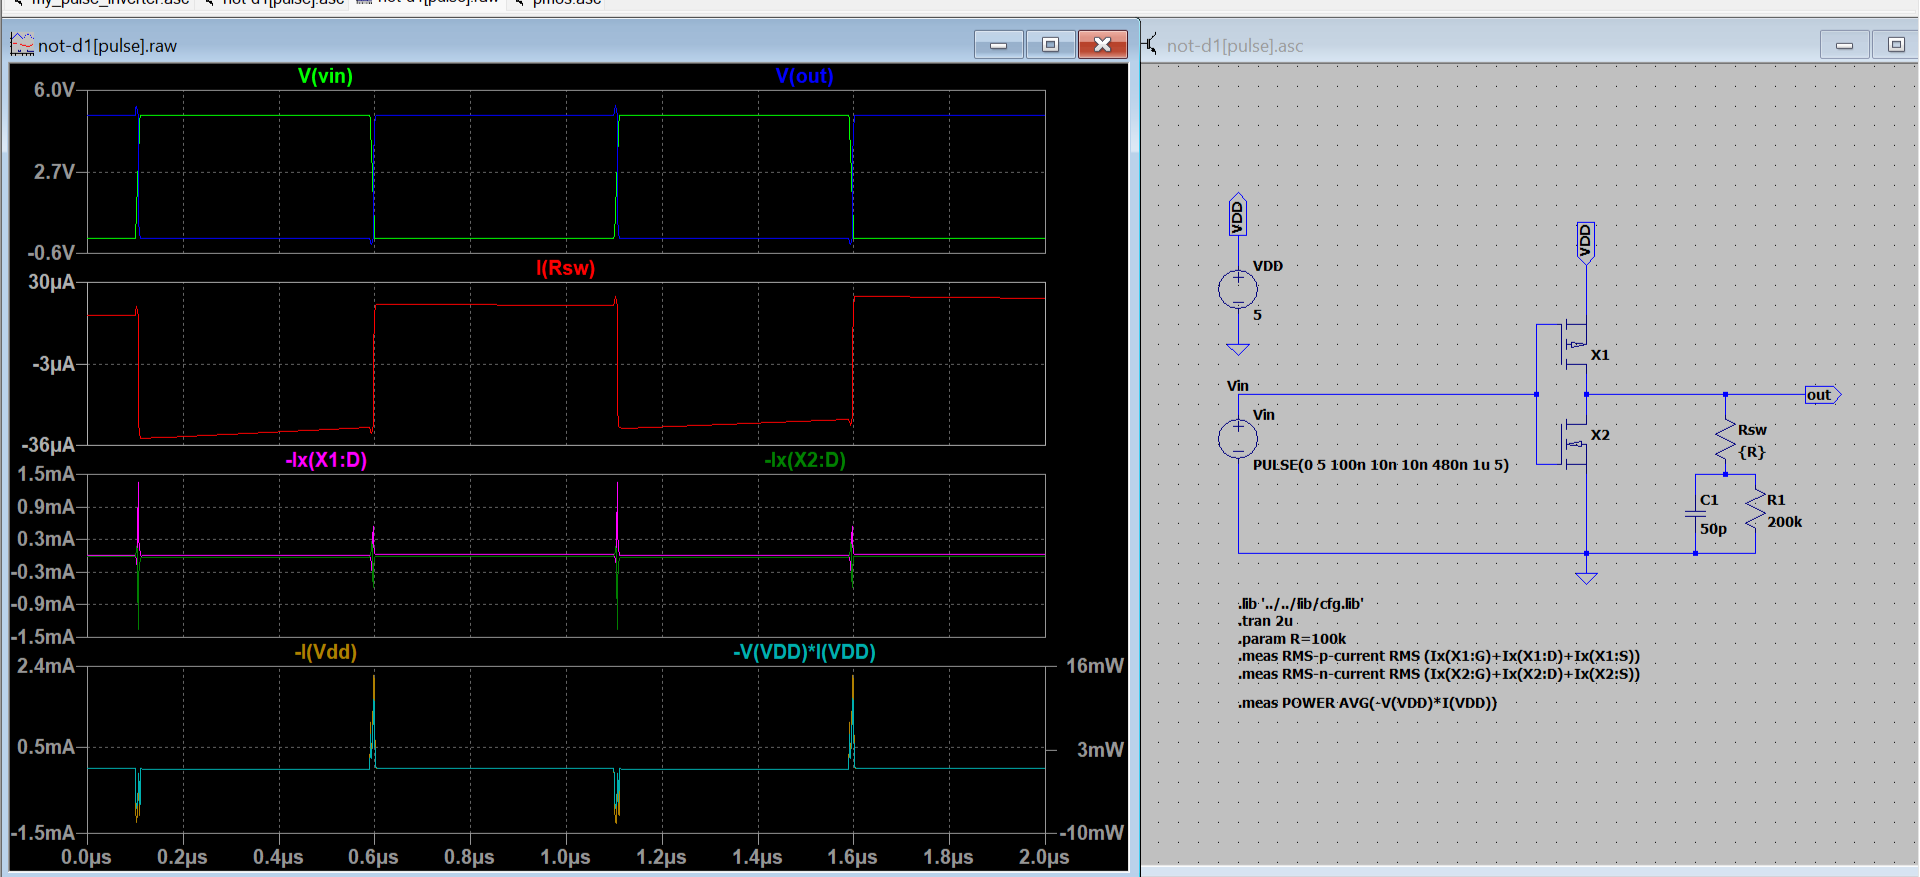 my_pulse_inverter.asc
not-d1[pulse].asc
not-d1[pulse].raw
pmos.asc
not-d1[pulse].raw
not-d1[pulse].asc
V(vin)
V(out)
6.0V
2.7V
-0.6V
I(Rsw)
30µA
-3µA
-36µA
-Ix(X1:D)
-Ix(X2:D)
1.5mA
0.9mA
0.3mA
-0.3mA
-0.9mA
-1.5mA
-I(Vdd)
-V(VDD)*I(VDD)
2.4mA
0.5mA
-1.5mA
16mW
3mW
-10mW
0.0µs
0.2µs
0.4µs
0.6µs
0.8µs
1.0µs
1.2µs
1.4µs
1.6µs
1.8µs
2.0µs
VDD
VDD
5
VDD
X1
Vin
Vin
X2
out
PULSE(0 5 100n 10n 10n 480n 1u 5)
Rsw
{R}
C1
50p
R1
200k
.lib '../../lib/cfg.lib'
.tran 2u
.param R=100k
.meas RMS-p-current RMS (Ix(X1:G)+Ix(X1:D)+Ix(X1:S))
.meas RMS-n-current RMS (Ix(X2:G)+Ix(X2:D)+Ix(X2:S))
.meas POWER AVG(-V(VDD)*I(VDD))